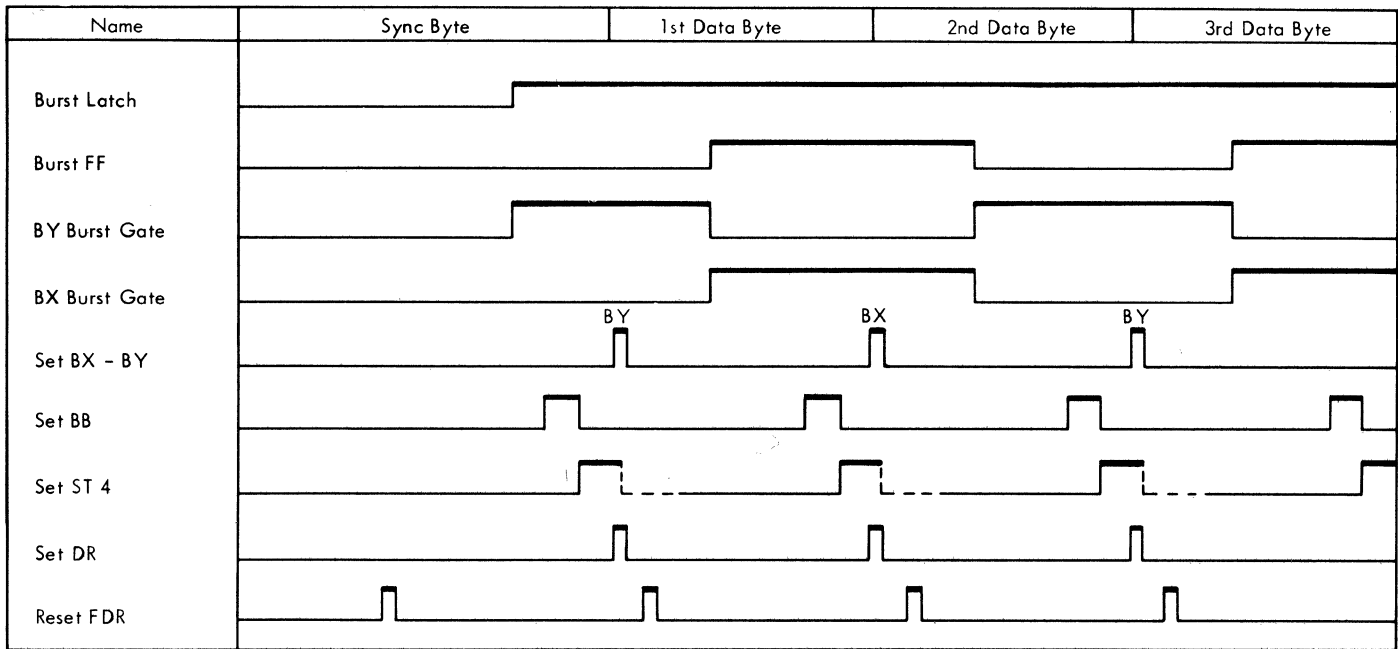 Name Sync Byte 1st Data Byte 2nd Data Byte 3rd Data Byte
Burst Latch
Burst FF
BY Burst Gate
BX Burst Gate
BY BX BY
Set BX - BY
Set BB
Set ST 4
Set DR
Reset FDR